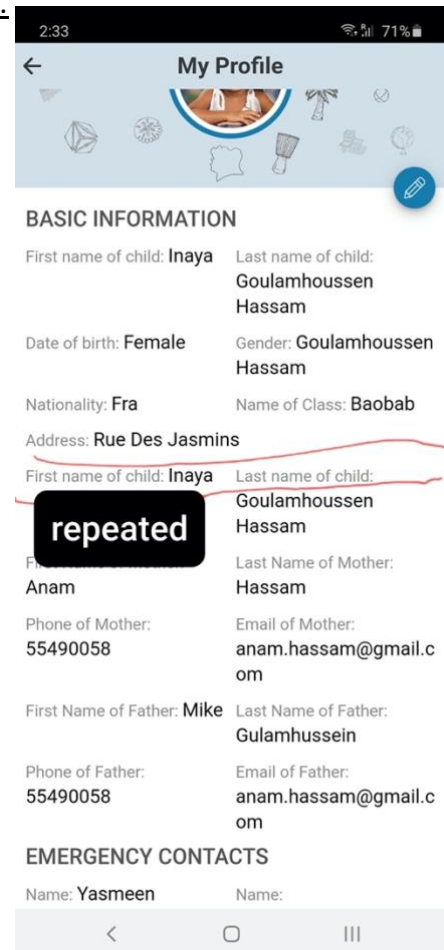 2:33 71%
My Profile
BASIC INFORMATION
First name of child: Inaya Last name of child:
Goulamhoussen
Hassam
Date of birth: Female Gender: Goulamhoussen
Hassam
Nationality: Fra Name of Class: Baobab
Address: Rue Des Jasmins
First name of child: Inaya Last name of child:
Goulamhoussen
repeated
Hassam
Last Name of Mother:
Anam Hassam
Phone of Mother: Email of Mother:
55490058 anam.hassam@gmail.c
om
First Name of Father: Mike Last Name of Father:
Gulamhussein
Phone of Father: Email of Father:
55490058 anam.hassam@gmail.c
om
EMERGENCY CONTACTS
Name: Yasmeen Name: